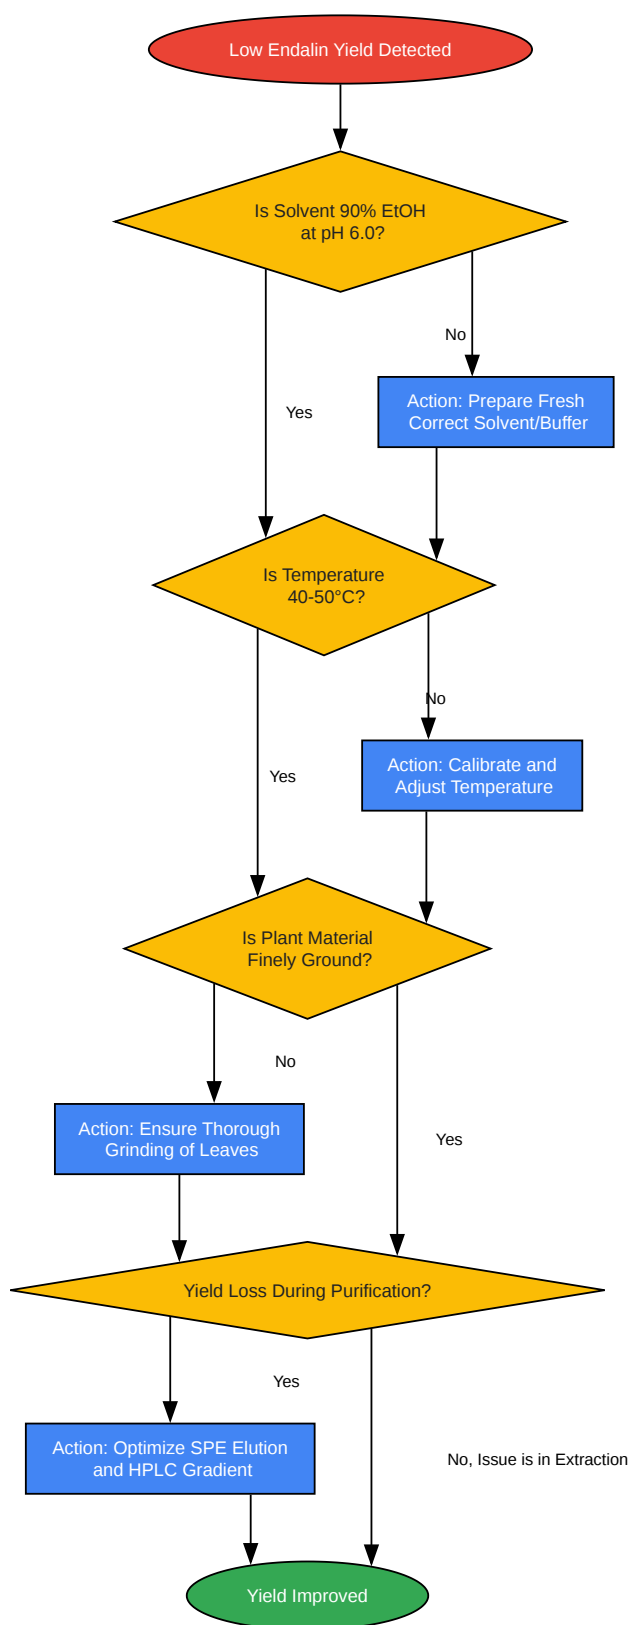 Low Endalin Yield Detected
Is Solvent 90% EtOH
at pH 6.0?
No
Action: Prepare Fresh
Correct Solvent/Buffer
Yes
Is Temperature
40-50°C?
No
Action: Calibrate and
Adjust Temperature
Yes
Is Plant Material
Finely Ground?
No
Action: Ensure Thorough
Grinding of Leaves
Yes
Yield Loss During Purification?
Yes
Action: Optimize SPE Elution
and HPLC Gradient
No, Issue is in Extraction
Yield Improved